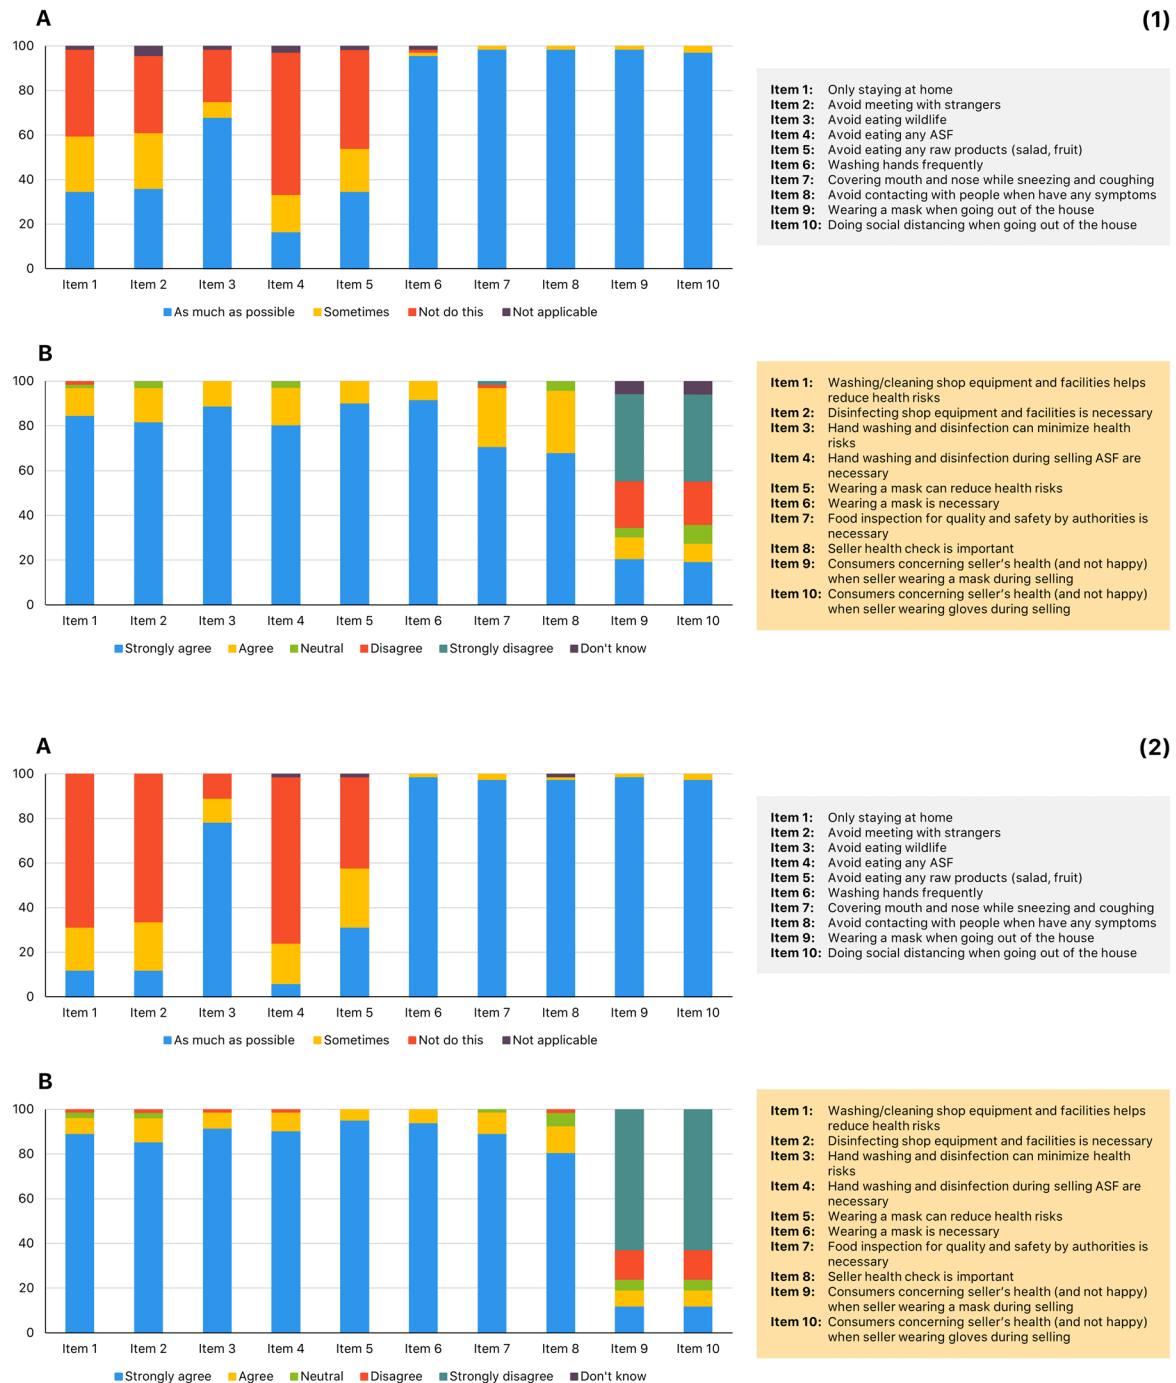 A
(1)
100
80
60
40
20
0
Item 1 Item 2 Item 3 Item 4 Item 5 Item 6 Item 7 Item 8 Item 9 Item 10
As much as possible Sometimes Not do this Not applicable
Item 1: Only staying at home
Item 2: Avoid meeting with strangers
Item 3: Avoid eating wildlife
Item 4: Avoid eating any ASF
Item 5: Avoid eating any raw products (salad, fruit)
Item 6: Washing hands frequently
Item 7: Covering mouth and nose while sneezing and coughing
Item 8: Avoid contacting with people when have any symptoms
Item 9: Wearing a mask when going out of the house
Item 10: Doing social distancing when going out of the house
B
100
80
60
40
20
0
Item 1 Item 2 Item 3 Item 4 Item 5 Item 6 Item 7 Item 8 Item 9 Item 10
Strongly agree Agree Neutral Disagree Strongly disagree Don't know
Item 1: Washing/cleaning shop equipment and facilities helps
reduce health risks
Item 2: Disinfecting shop equipment and facilities is necessary
Item 3: Hand washing and disinfection can minimize health
risks
Item 4: Hand washing and disinfection during selling ASF are
necessary
Item 5: Wearing a mask can reduce health risks
Item 6: Wearing a mask is necessary
Item 7: Food inspection for quality and safety by authorities is
necessary
Item 8: Seller health check is important
Item 9: Consumers concerning seller's health (and not happy)
when seller wearing a mask during selling
Item 10: Consumers concerning seller's health (and not happy)
when seller wearing gloves during selling
A
(2)
100
80
60
40
20
0
Item 1 Item 2 Item 3 Item 4 Item 5 Item 6 Item 7 Item 8 Item 9 Item 10
As much as possible Sometimes Not do this Not applicable
Item 1: Only staying at home
Item 2: Avoid meeting with strangers
Item 3: Avoid eating wildlife
Item 4: Avoid eating any ASF
Item 5: Avoid eating any raw products (salad, fruit)
Item 6: Washing hands frequently
Item 7: Covering mouth and nose while sneezing and coughing
Item 8: Avoid contacting with people when have any symptoms
Item 9: Wearing a mask when going out of the house
Item 10: Doing social distancing when going out of the house
B
100
80
60
40
20
0
Item 1 Item 2 Item 3 Item 4 Item 5 Item 6 Item 7 Item 8 Item 9 Item 10
Strongly agree Agree Neutral Disagree Strongly disagree Don't know
Item 1: Washing/cleaning shop equipment and facilities helps
reduce health risks
Item 2: Disinfecting shop equipment and facilities is necessary
Item 3: Hand washing and disinfection can minimize health
risks
Item 4: Hand washing and disinfection during selling ASF are
necessary
Item 5: Wearing a mask can reduce health risks
Item 6: Wearing a mask is necessary
Item 7: Food inspection for quality and safety by authorities is
necessary
Item 8: Seller health check is important
Item 9: Consumers concerning seller's health (and not happy)
when seller wearing a mask during selling
Item 10: Consumers concerning seller's health (and not happy)
when seller wearing gloves during selling